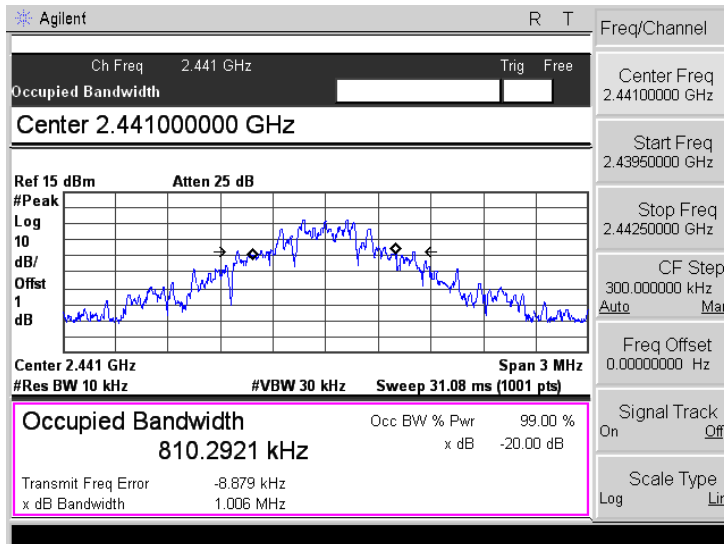 Agilent R T
Ch Freq 2.441 GHz Trig Free
Occupied Bandwidth
Center 2.441000000 GHz
Ref 15 dBm Atten 25 dB
#Peak
Log
10
dB/
Offst
1
dB
Center 2.441 GHz Span 3 MHz
#Res BW 10 kHz #VBW 30 kHz Sweep 31.08 ms (1001 pts)
Occupied Bandwidth Occ BW % Pwr 99.00 %
810.2921 kHz x dB -20.00 dB
Transmit Freq Error -8.879 kHz
x dB Bandwidth 1.006 MHz
Freq/Channel
Center Freq
2.44100000 GHz
Start Freq
2.43950000 GHz
Stop Freq
2.44250000 GHz
CF Step
300.000000 kHz
Auto Man
Freq Offset
0.00000000 Hz
Signal Track
On Off
Scale Type
Log Lin